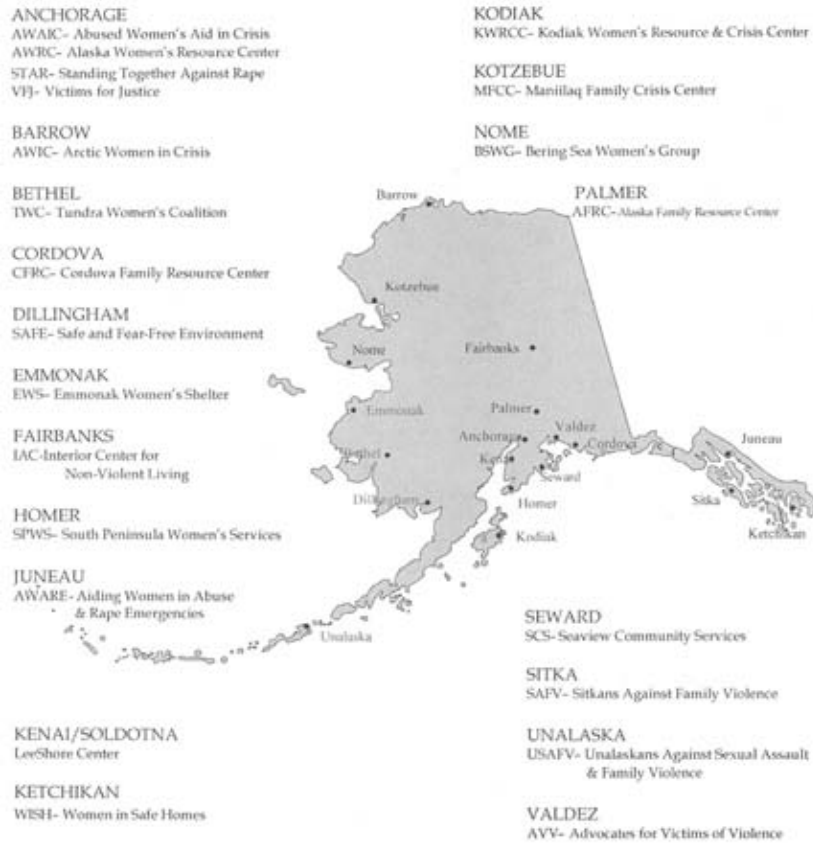 ANCHORAGE
AWAIC– Abused Women's Aid in Crisis
AWRC– Alaska Women's Resource Center
STAR– Standing Together Against Rape
VFJ– Victims for Justice
BARROW
AWIC– Arctic Women in Crisis
BETHEL
TWC– Tundra Women's Coalition
CORDOVA
CFRC– Cordova Family Resource Center
DILLINGHAM
SAFE– Safe and Fear-Free Environment
EMMONAK
EWS– Emmonak Women's Shelter
FAIRBANKS
IAC-Interior Center for
Non-Violent Living
HOMER
SPWS– South Peninsula Women's Services
JUNEAU
AWARE- Aiding Women in Abuse
& Rape Emergencies
KENAI/SOLDOTNA
LeeShore Center
KETCHIKAN
WISH– Women in Safe Homes
KODIAK
KWRCC– Kodiak Women's Resource & Crisis Center
KOTZEBUE
MFCC– Maniilaq Family Crisis Center
NOME
BSWG– Bering Sea Women's Group
PALMER
AFRC– Alaska Family Resource Center
SEWARD
SCS– Seaview Community Services
SITKA
SAFV– Sitkans Against Family Violence
UNALASKA
USAFV– Unalaskans Against Sexual Assault
& Family Violence
VALDEZ
AVV– Advocates for Victims of Violence
Barrow
Kotzebue
Nome
Fairbanks
Emmonak
Palmer
Anchorage
Valdez
Cordova
Juneau
Bethel
Kenai
Seward
Dillingham
Homer
Sitka
Ketchikan
Kodiak
Unalaska